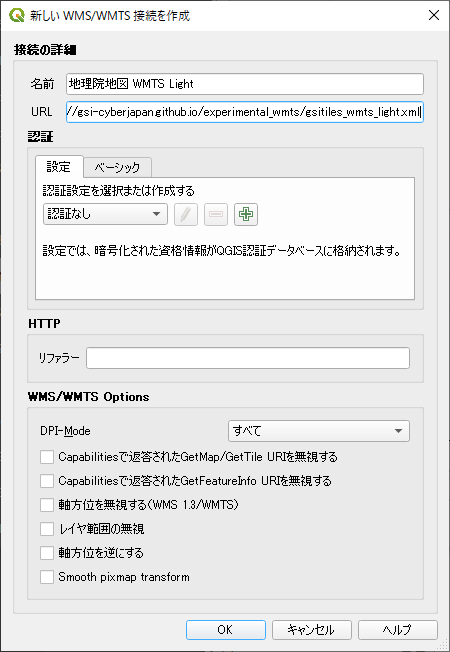 新しい WMS/WMTS 接続を作成
接続の詳細
名前 地理院地図 WMTS Light
URL //gsi-cyberjapan.github.io/experimental_wmts/gsitiles_wmts_light.xml
認証
設定 ベーシック
認証設定を選択または作成する
認証なし
設定では、暗号化された資格情報がQGIS認証データベースに格納されます。
HTTP
リファラー
WMS/WMTS Options
DPI-Mode すべて
Capabilitiesで返答されたGetMap/GetTile URIを無視する
Capabilitiesで返答されたGetFeatureInfo URIを無視する
軸方位を無視する(WMS 1.3/WMTS)
レイヤ範囲の無視
軸方位を逆にする
Smooth pixmap transform
OK キャンセル ヘルプ